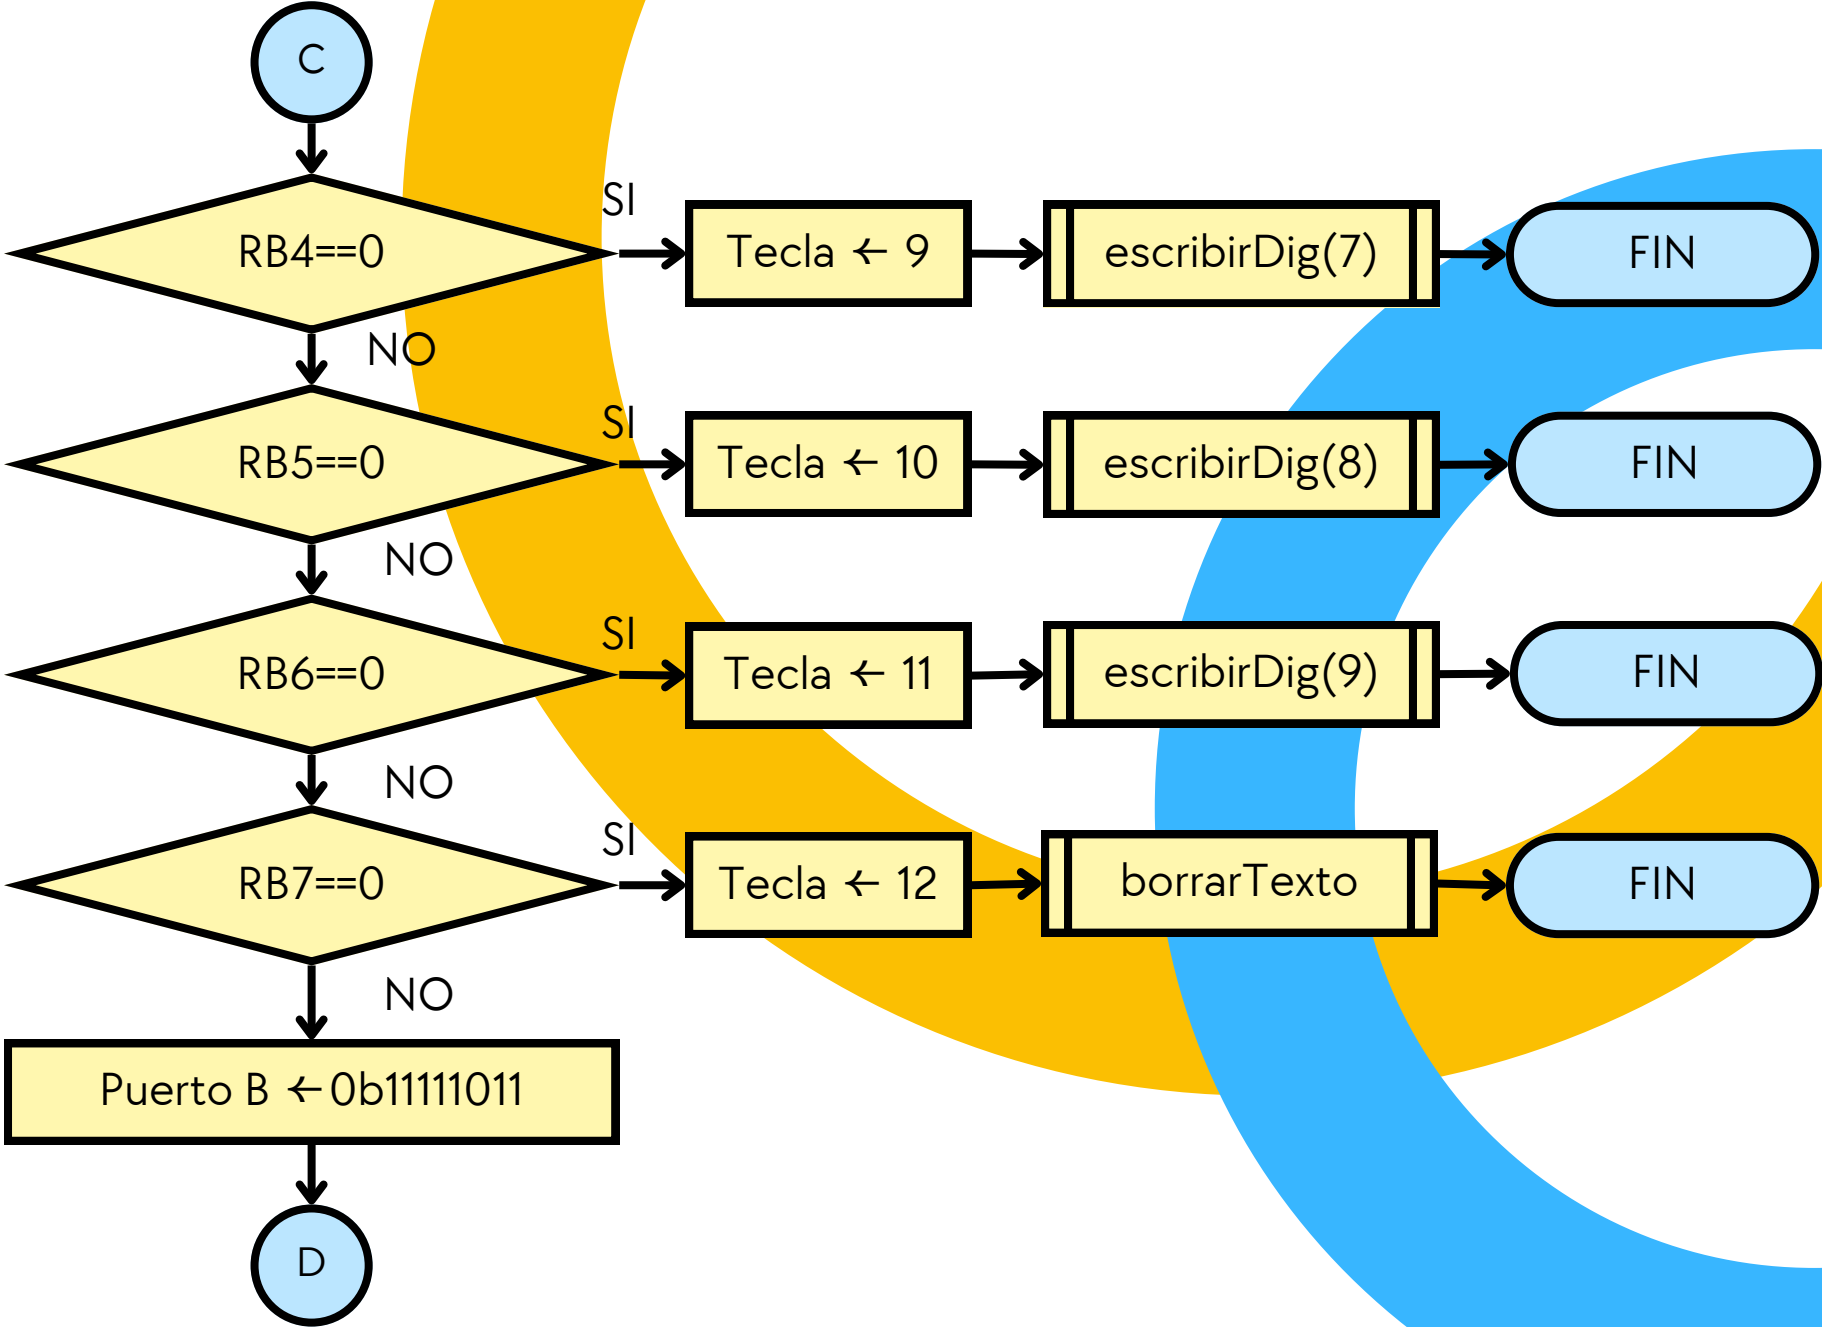 C
RB4==0
SI
Tecla ← 9
escribirDig(7)
FIN
NO
RB5==0
SI
Tecla ← 10
escribirDig(8)
FIN
NO
RB6==0
SI
Tecla ← 11
escribirDig(9)
FIN
NO
RB7==0
SI
Tecla ← 12
borrarTexto
FIN
NO
Puerto B ←0b11111011
D